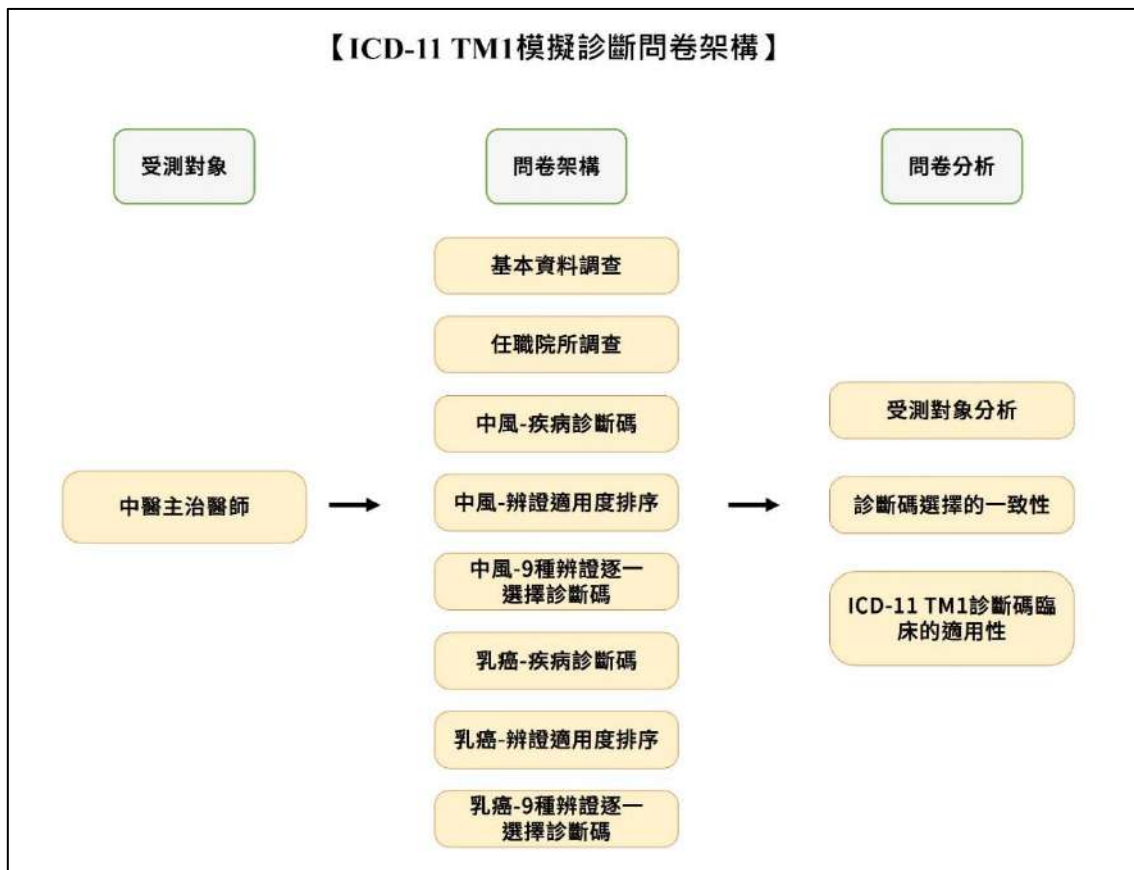 【ICD-11 TM1模擬診斷問卷架構】
受測對象
中醫主治醫師
問卷架構
基本資料調查
任職院所調查
中風-疾病診斷碼
中風-辨證適用度排序
中風-9種辨證逐一
選擇診斷碼
乳癌-疾病診斷碼
乳癌-辨證適用度排序
乳癌-9種辨證逐一
選擇診斷碼
問卷分析
受測對象分析
診斷碼選擇的一致性
ICD-11 TM1診斷碼臨
床的適用性